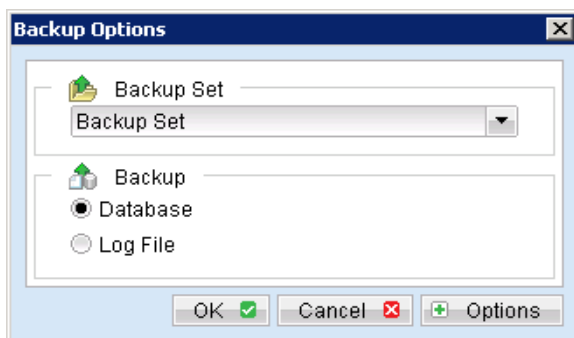 Backup Options
Backup Set
Backup Set
Backup
Database
Log File
OK Cancel Options